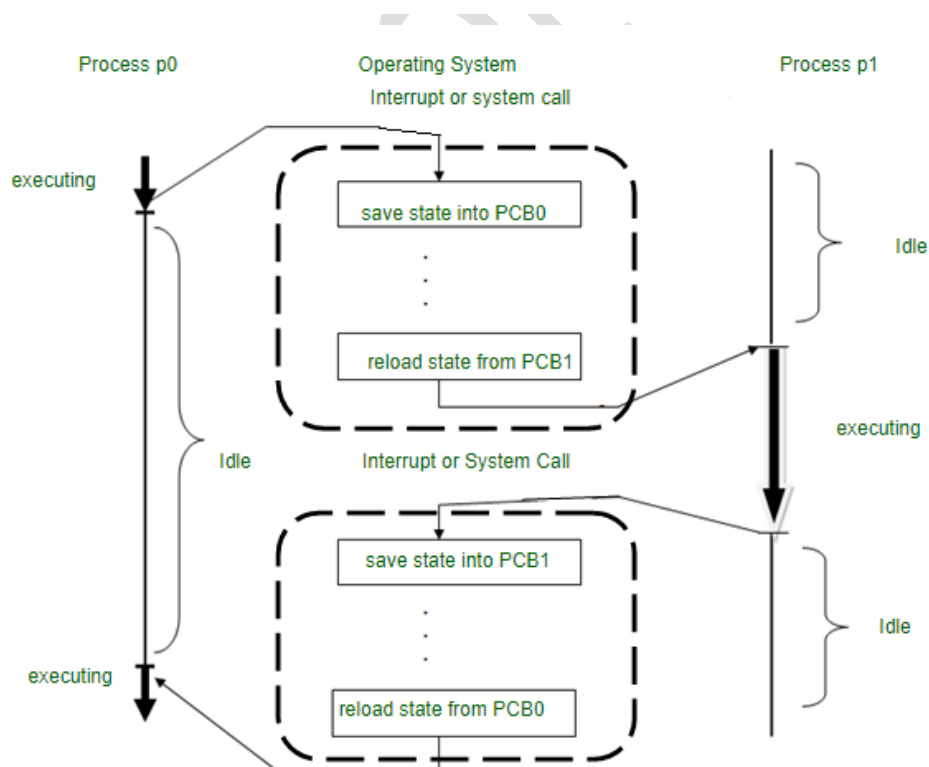 Process p0
Operating System
Process p1
Interrupt or system call
executing
save state into PCB0
Idle
reload state from PCB1
executing
Idle
Interrupt or System Call
save state into PCB1
Idle
executing
reload state from PCB0